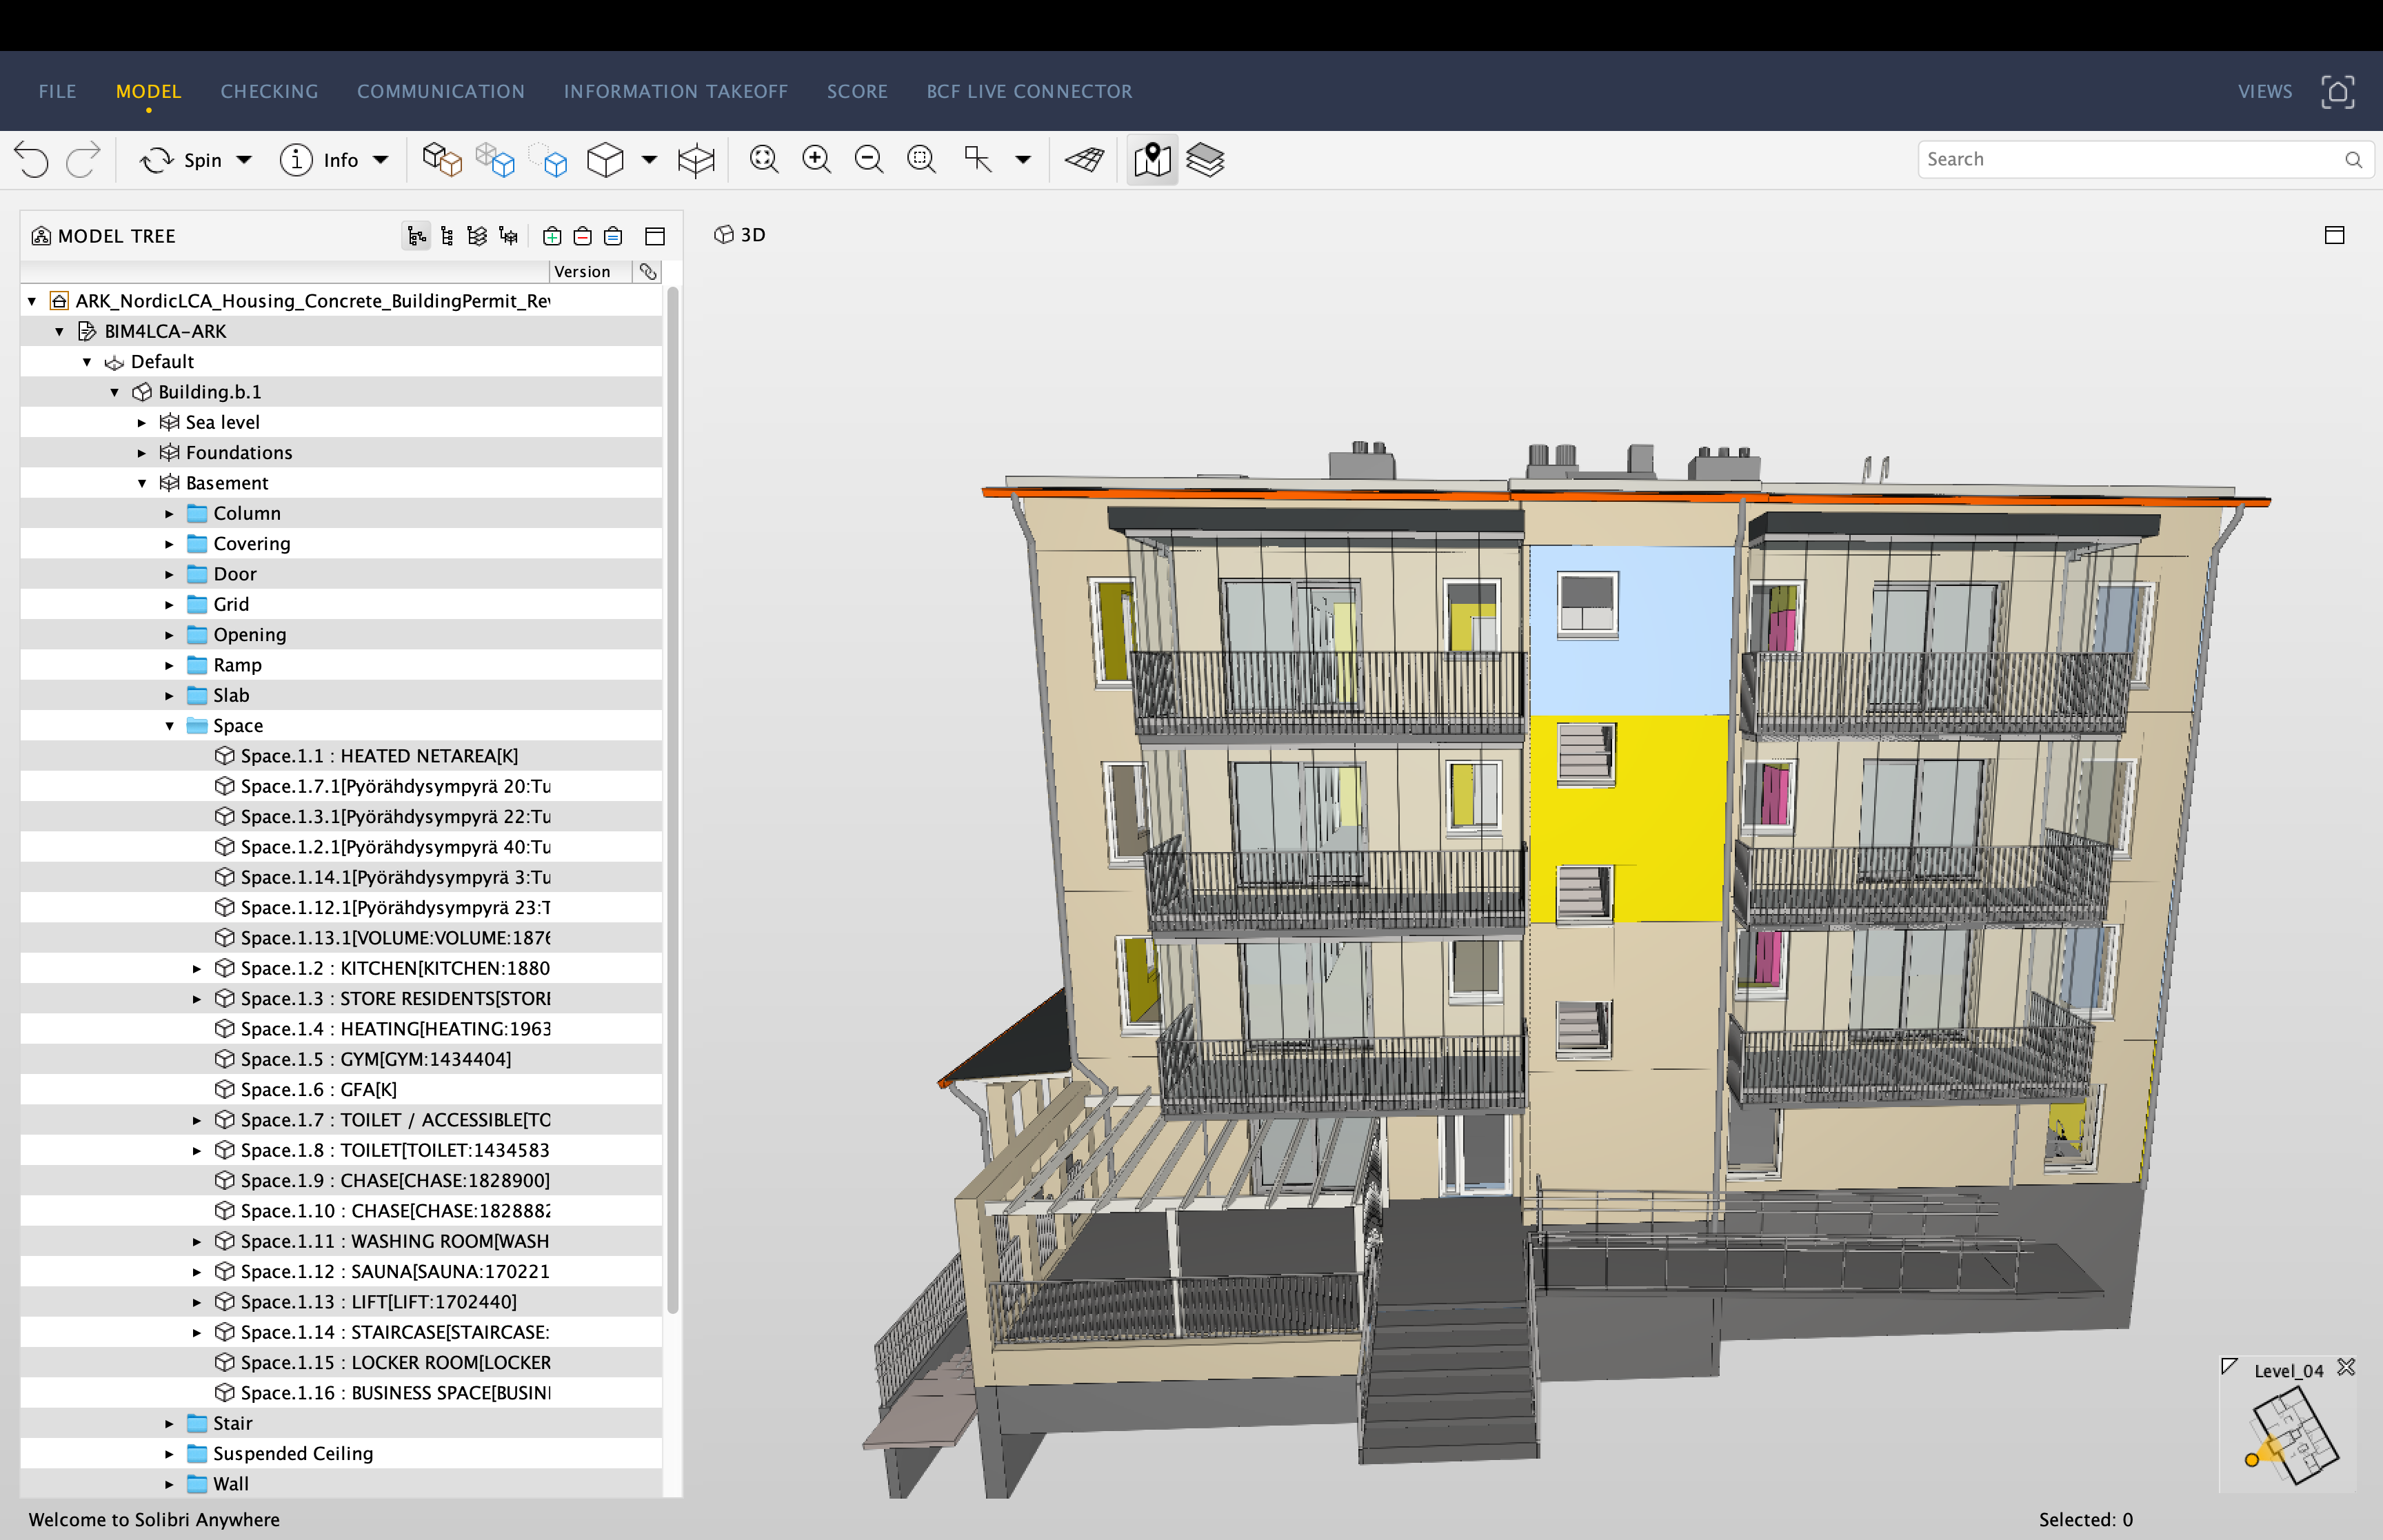 FILE MODEL CHECKING COMMUNICATION INFORMATION TAKEOFF SCORE BCF LIVE CONNECTOR VIEWS
Spin Info Search
MODEL TREE
3D
Version
ARK_NordicLCA_Housing_Concrete_BuildingPermit_Rev
BIM4LCA-ARK
Default
Building.b.1
Sea level
Foundations
Basement
Column
Covering
Door
Grid
Opening
Ramp
Slab
Space
Space.1.1 : HEATED NETAREA[K]
Space.1.7.1[Pyörähdysympyrä 20:Tu
Space.1.3.1[Pyörähdysympyrä 22:Tu
Space.1.2.1[Pyörähdysympyrä 40:Tu
Space.1.14.1[Pyörähdysympyrä 3:Tu
Space.1.12.1[Pyörähdysympyrä 23:T
Space.1.13.1[VOLUME:VOLUME:1876
Space.1.2 : KITCHEN[KITCHEN:1880
Space.1.3 : STORE RESIDENTS[STORE
Space.1.4 : HEATING[HEATING:1963
Space.1.5 : GYM[GYM:1434404]
Space.1.6 : GFA[K]
Space.1.7 : TOILET / ACCESSIBLE[TO
Space.1.8 : TOILET[TOILET:1434583
Space.1.9 : CHASE[CHASE:1828900]
Space.1.10 : CHASE[CHASE:1828882
Space.1.11 : WASHING ROOM[WASH
Space.1.12 : SAUNA[SAUNA:170221
Space.1.13 : LIFT[LIFT:1702440]
Space.1.14 : STAIRCASE[STAIRCASE:
Space.1.15 : LOCKER ROOM[LOCKER
Space.1.16 : BUSINESS SPACE[BUSIN
Stair
Suspended Ceiling
Wall
Level_04
Welcome to Solibri Anywhere
Selected: 0